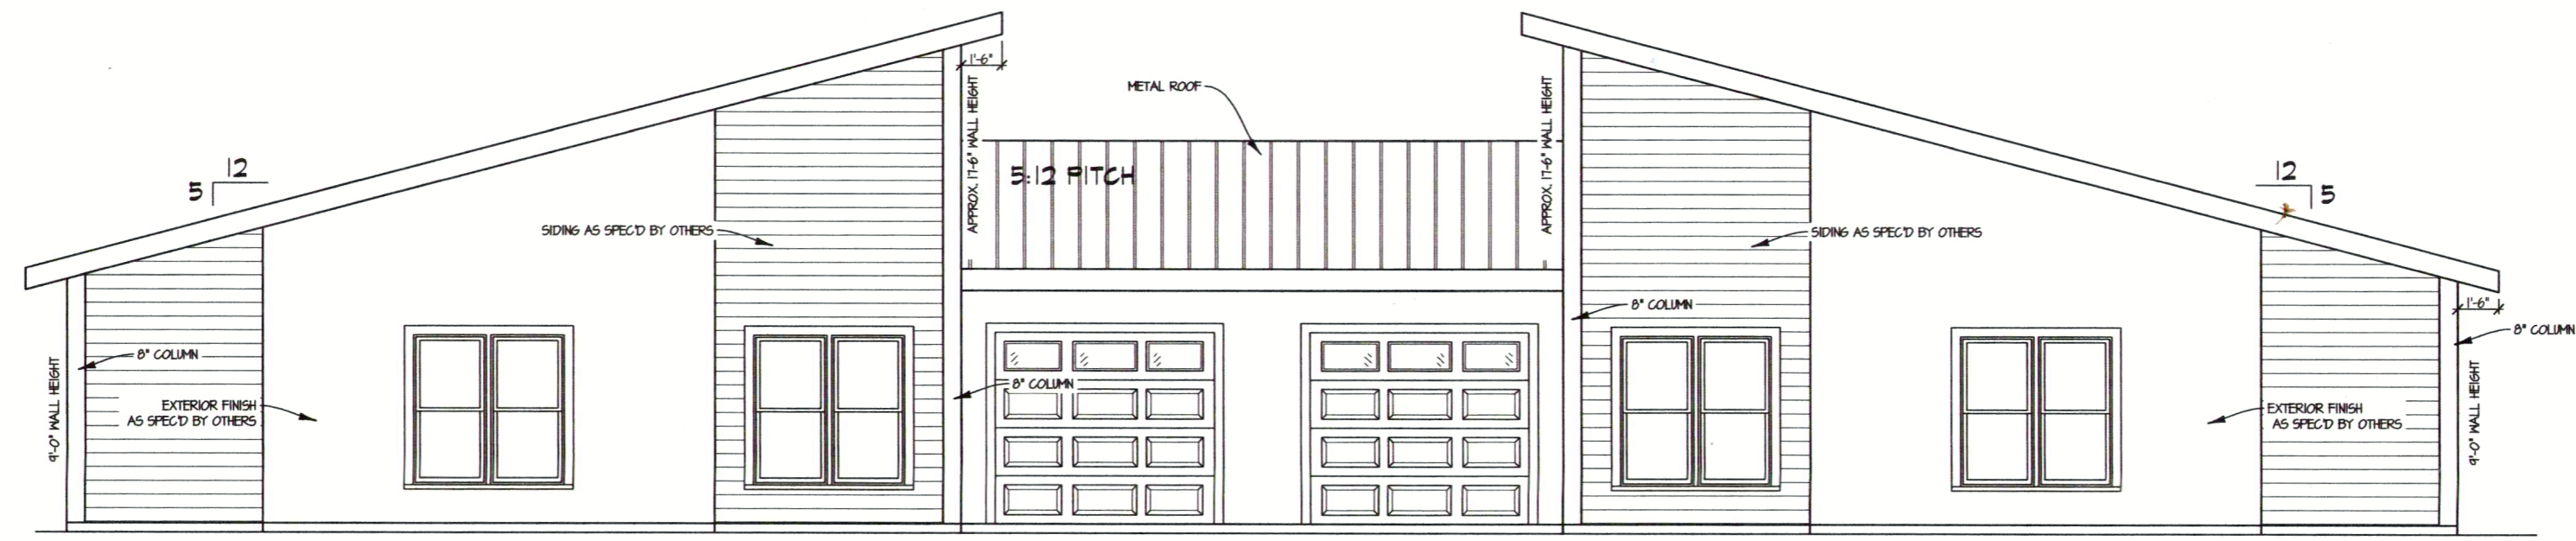 1'-6"
METAL ROOF
APPROX. 17'-6" WALL HEIGHT
APPROX. 17'-6" WALL HEIGHT
12
5
5:12 PITCH
12
5
SIDING AS SPEC'D BY OTHERS
SIDING AS SPEC'D BY OTHERS
8" COLUMN
1'-6"
8" COLUMN
8" COLUMN
8" COLUMN
9'-0" WALL HEIGHT
9'-0" WALL HEIGHT
EXTERIOR FINISH
AS SPEC'D BY OTHERS
EXTERIOR FINISH
AS SPEC'D BY OTHERS